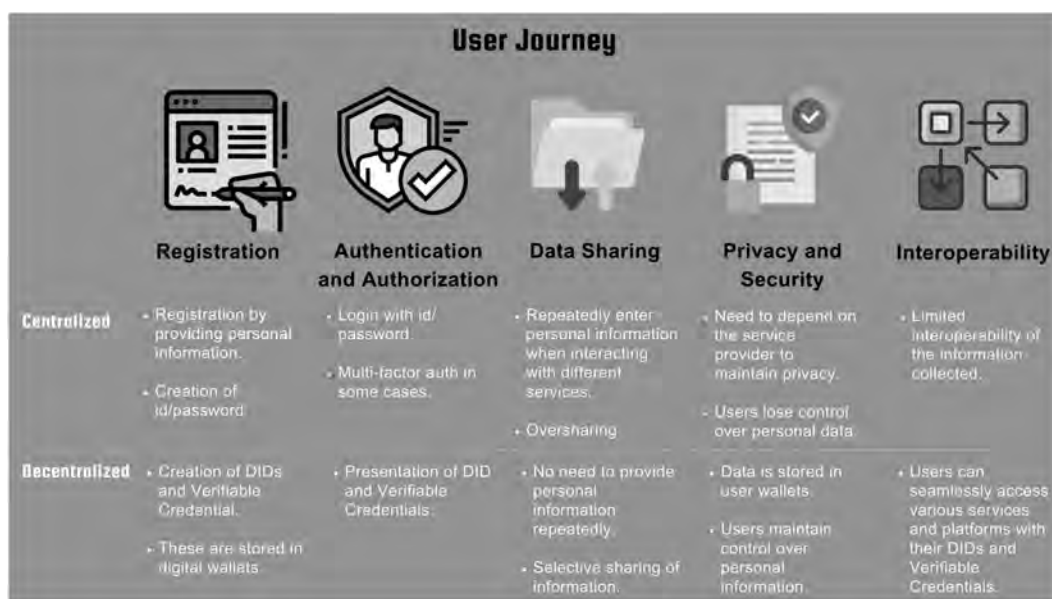 User Journey
Registration
Authentication
and Authorization
Data Sharing
Privacy and
Security
Interoperability
Centralized
• Registration by
providing personal
information.
• Creation of
id/password
• Login with id/
password
• Multi-factor auth in
some cases.
• Repeatedly enter
personal information
when interacting
with different
services.
• Oversharing
• Need to depend on
the service
provider to
maintain privacy.
• Users lose control
over personal data
• Limited
interoperability of
the information
collected.
Decentralized
• Creation of DIDs
and Verifiable
Credential.
• These are stored in
digital wallets
• Presentation of DID
and Verifiable
Credentials.
• No need to provide
personal
information
repeatedly.
• Selective sharing of
information.
• Data is stored in
user wallets.
• Users maintain
control over
personal
information.
• Users can
seamlessly access
various services
and platforms with
their DIDs and
Verifiable
Credentials.